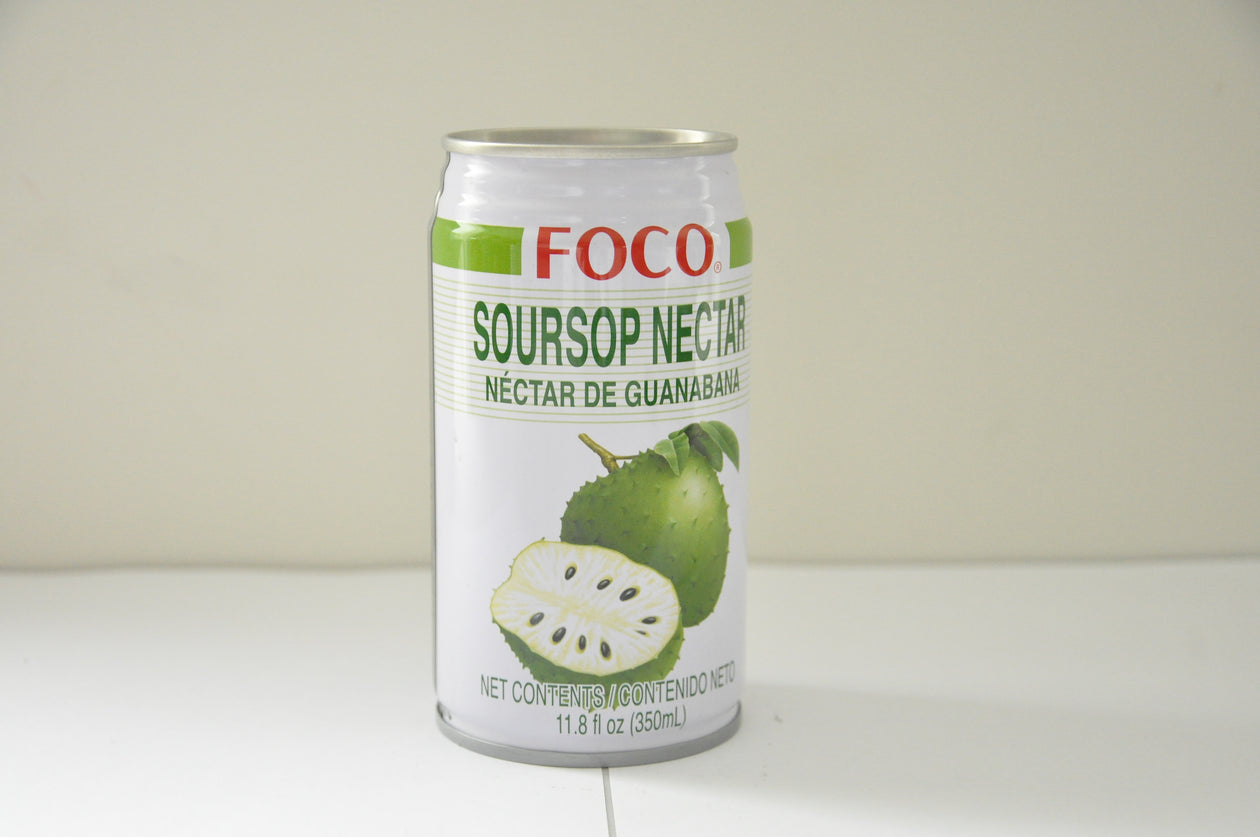 FOCO®
SOURSOP NECTAR
NÉCTAR DE GUANABANA
NET CONTENTS / CONTENIDO NETO
11.8 fl oz (350mL)